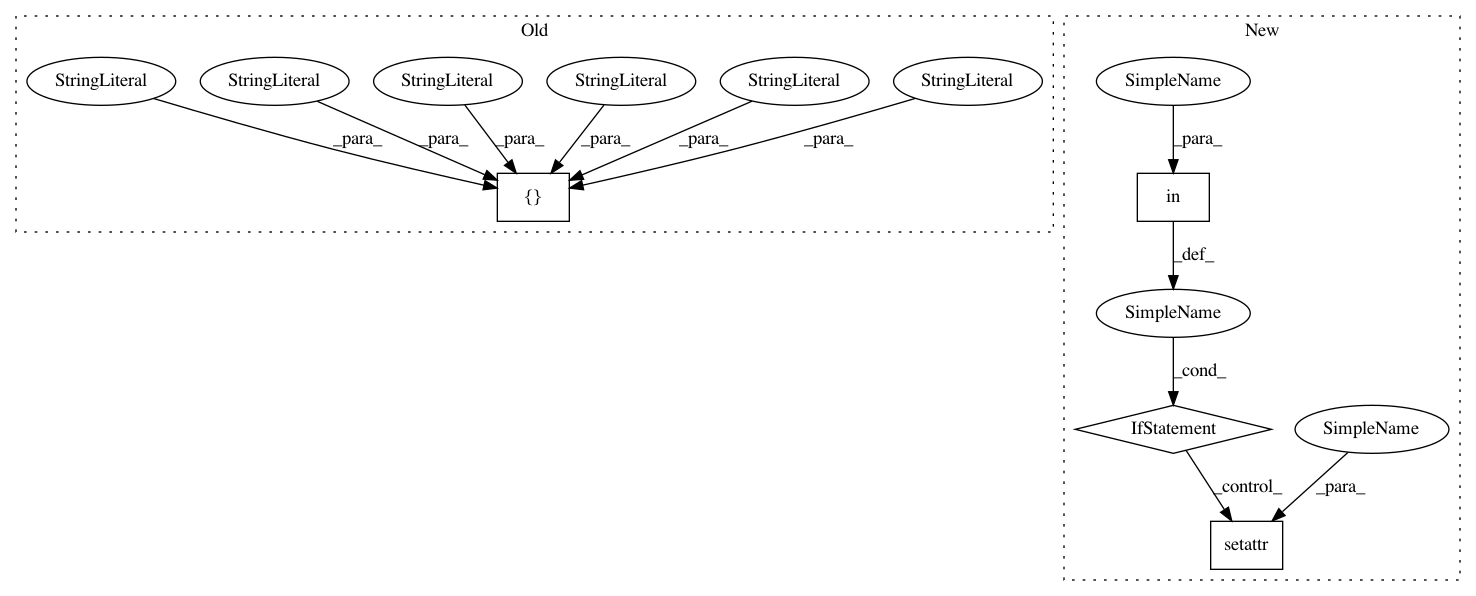 Old
New
StringLiteral StringLiteral StringLiteral StringLiteral StringLiteral StringLiteral
SimpleName
_para_ _para_ _para_ _para_ _para_ _para_
_para_
{}
in
_def_
SimpleName
_cond_
IfStatement
SimpleName
_control_
_para_
setattr